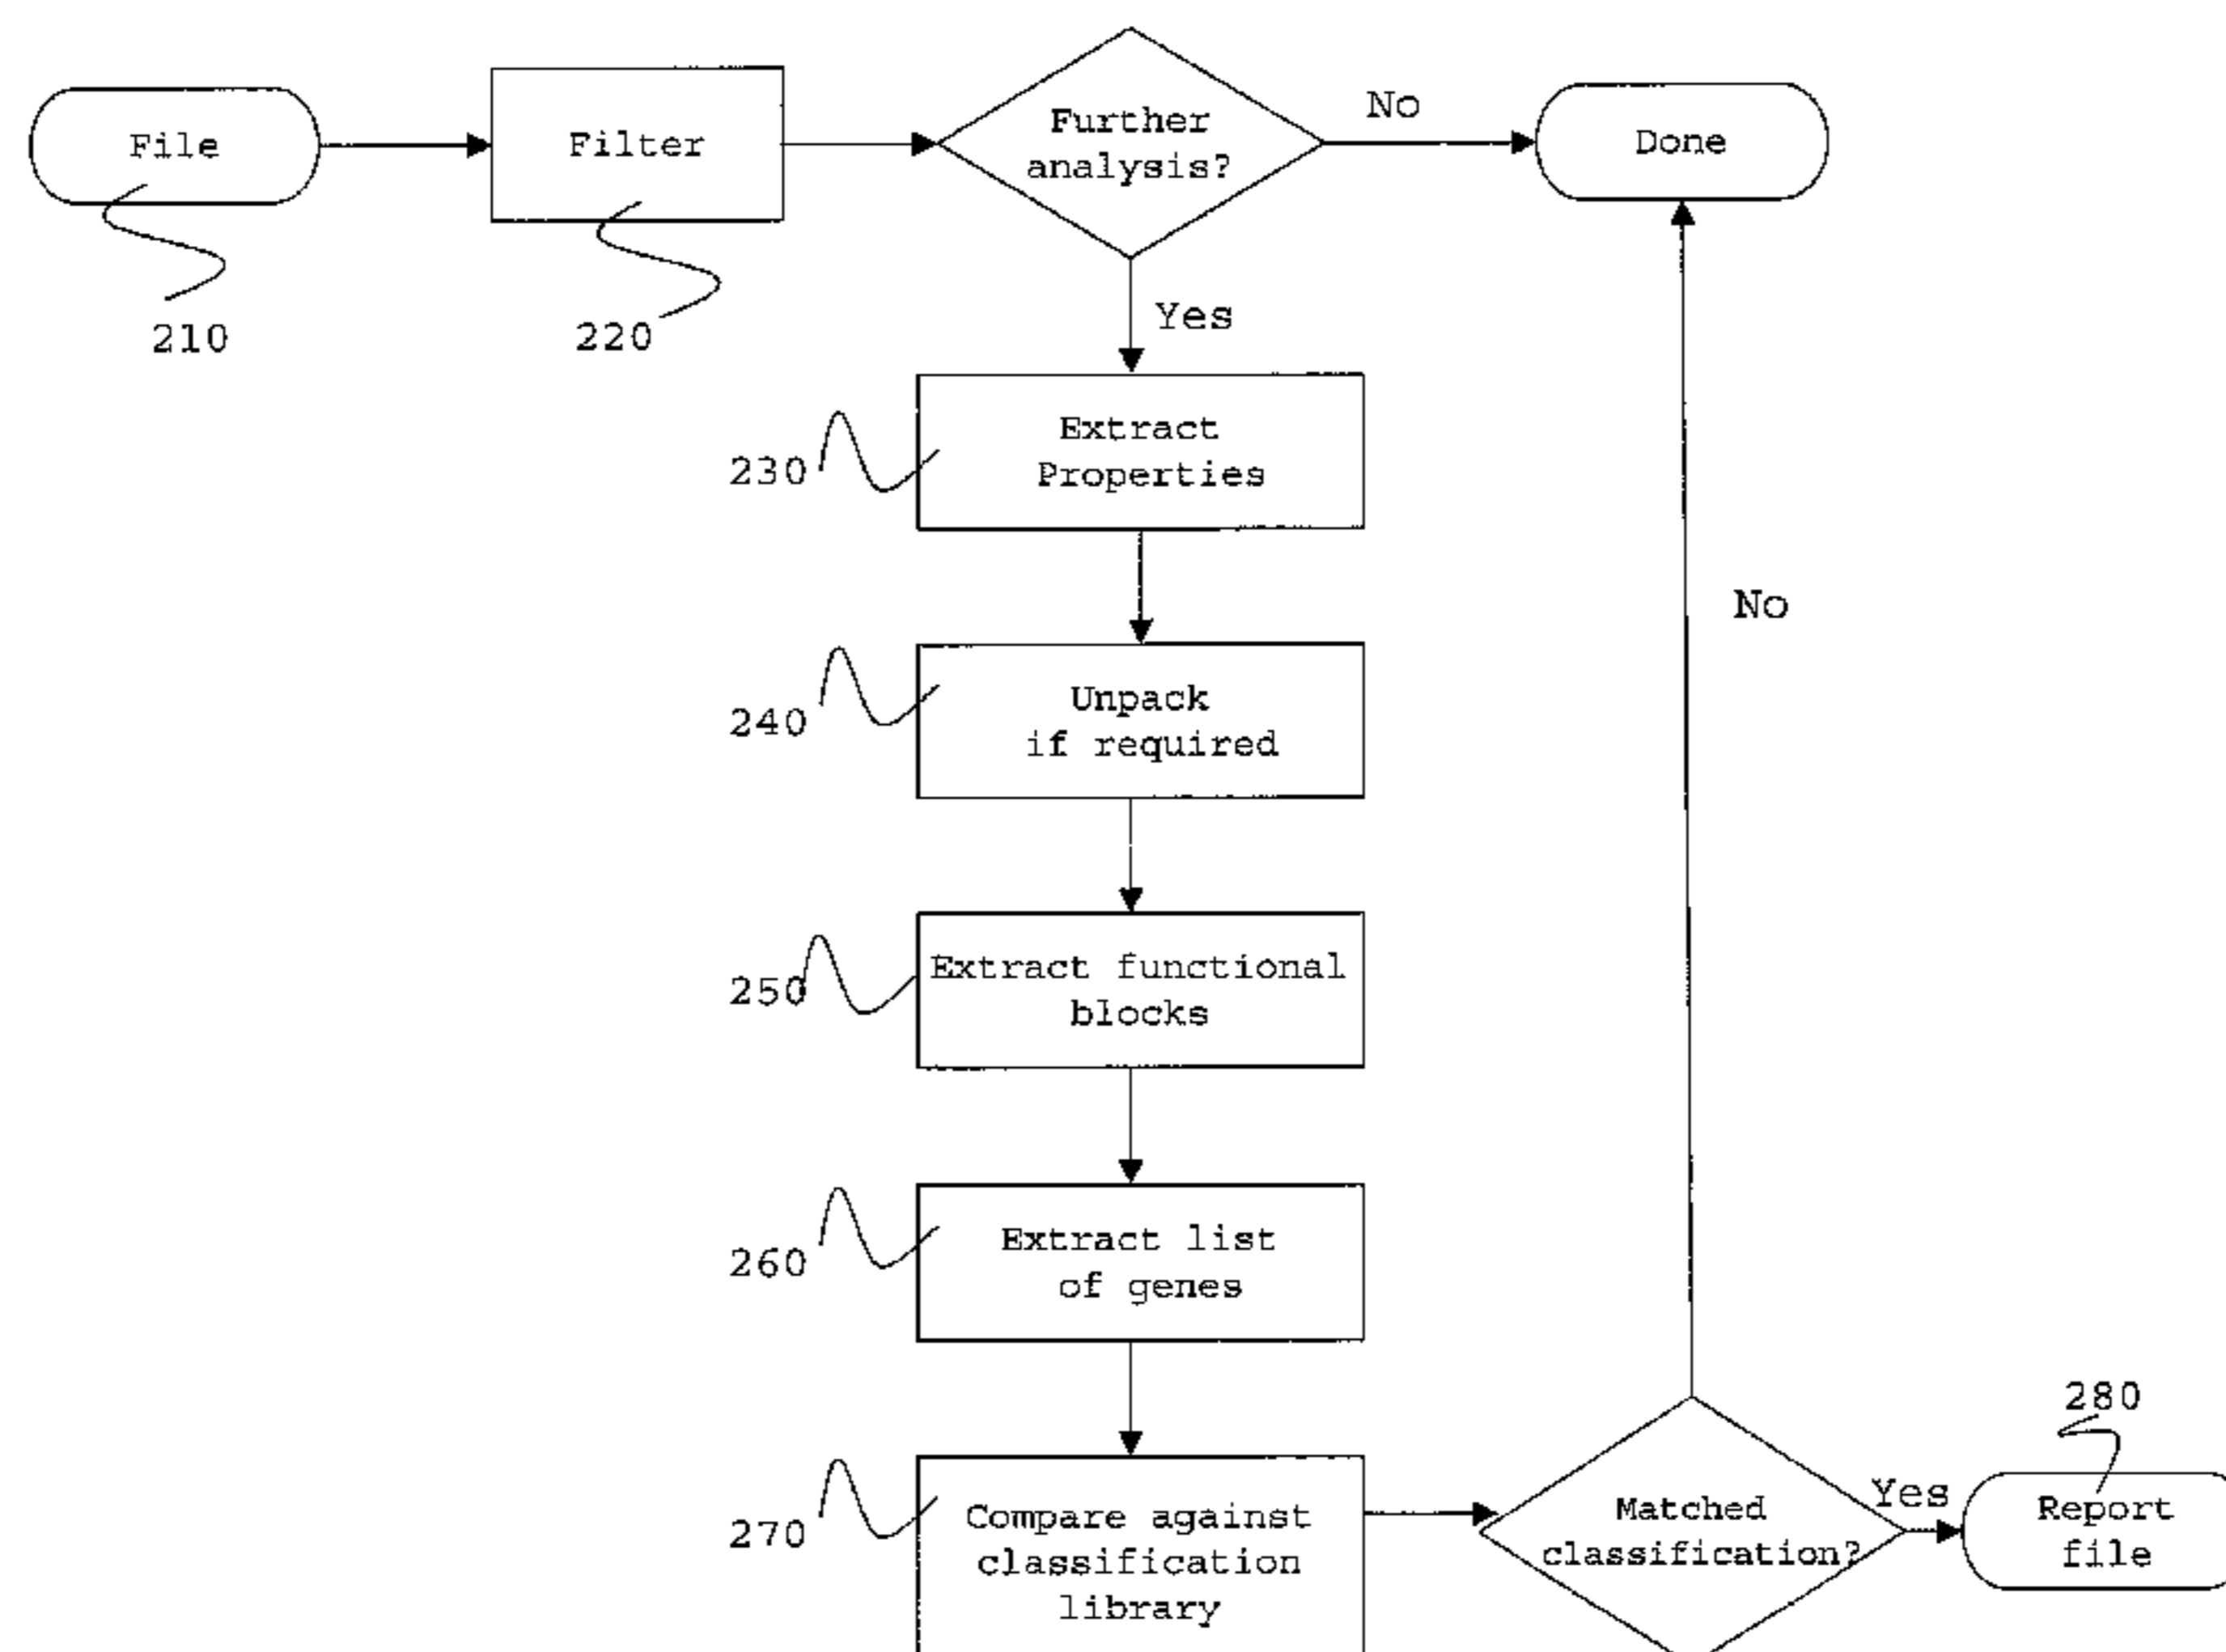 File
Filter
Further
analysis?
No
Done
210
220
Yes
Extract
Properties
230
No
Unpack
if required
240
Extract functional
blocks
250
Extract list
of genes
260
280
Compare against
classification
library
270
Matched
classification?
Yes
Report
file